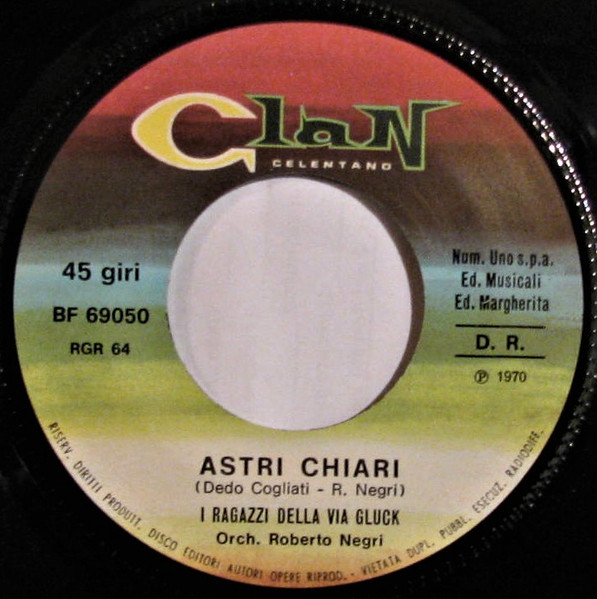 Clan
CELENTANO
45 giri
BF 69050
RGR 64
Num. Uno s.p.a.
Ed. Musicali
Ed. Margherita
D. R.
℗ 1970
ASTRI CHIARI
(Dedo Cogliati - R. Negri)
I RAGAZZI DELLA VIA GLUCK
Orch. Roberto Negri
RISERV. DIRITTI PRODUTT. DISCO EDITORI AUTORI OPERE RIPROD. - VIETATA DUPL. PUBBL. ESECUZ. RADIODIFF.